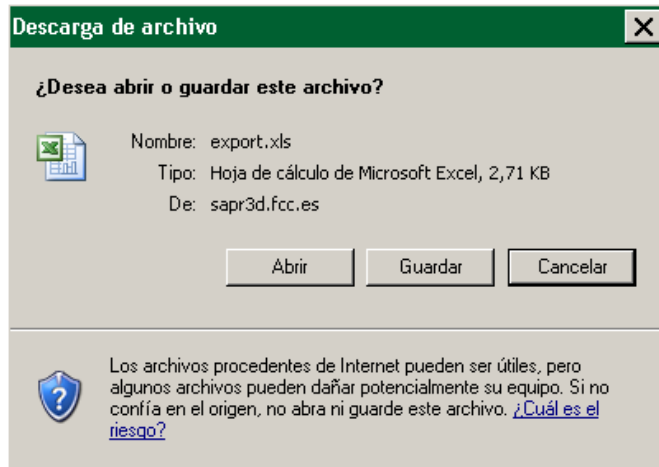 Descarga de archivo
¿Desea abrir o guardar este archivo?
Nombre: export.xls
Tipo: Hoja de cálculo de Microsoft Excel, 2,71 KB
De: sapr3d.fcc.es
Abrir Guardar Cancelar
Los archivos procedentes de Internet pueden ser útiles, pero
algunos archivos pueden dañar potencialmente su equipo. Si no
confía en el origen, no abra ni guarde este archivo. ¿Cuál es el
riesgo?